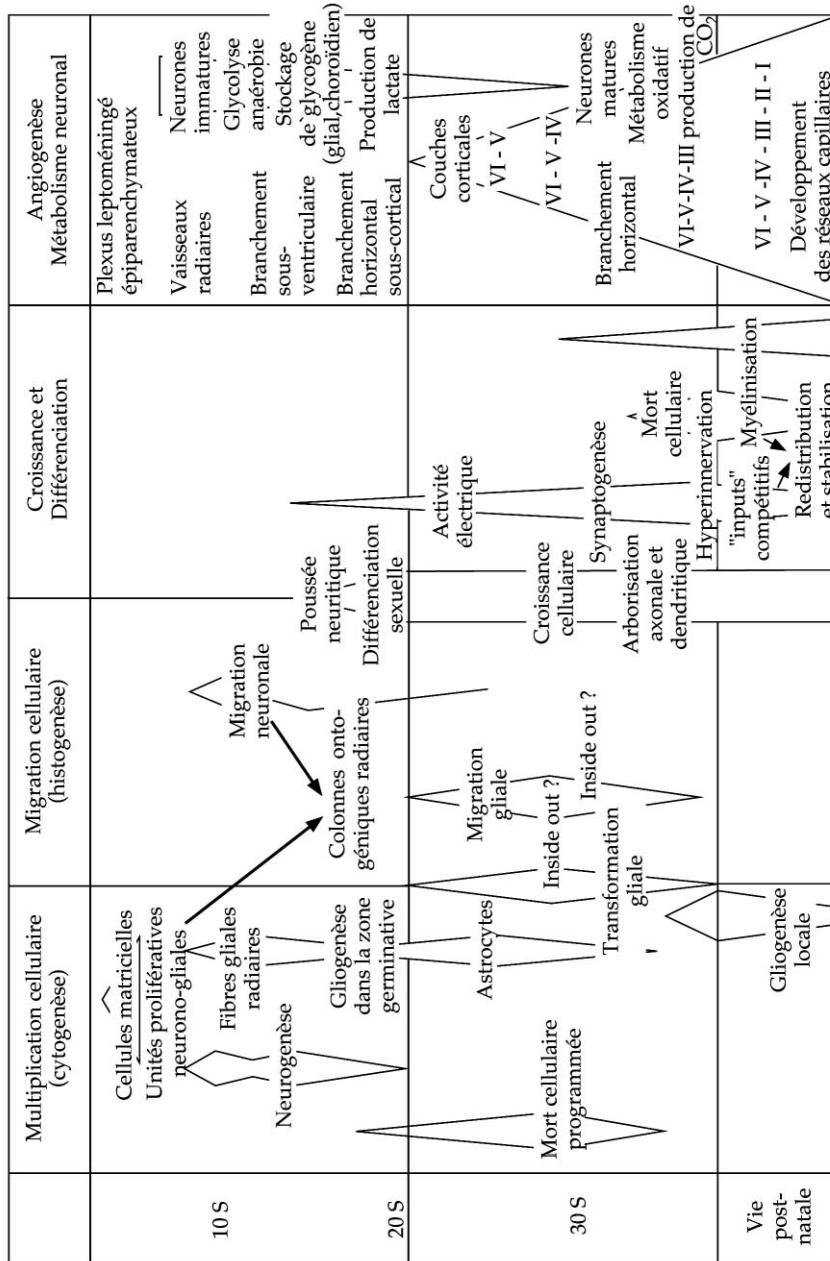 Multiplication cellulaire
(cytogenèse)
Migration cellulaire
(histogenèse)
Croissance et
Différenciation
Angiogenèse
Métabolisme neuronal
10 S
Cellules matricielles
Unités prolifératives
neurono-gliales
Fibres gliales
radiaires
Neurogenèse
Gliogenèse
dans la zone
germinative
Migration
neuronale
Colonnes onto-
géniques radiaires
Poussée
neuritique
Différenciation
sexuelle
Plexus leptoméningé
épiparenchymateux
Vaisseaux
radiaires
Branchement
sous-
ventriculaire
Branchement
horizontal
sous-cortical
Neurones
immatures
Glycolyse
anaérobie
Stockage
de glycogène
(glial,choroïdien)
Production de
lactate
20 S
30 S
Mort cellulaire
programmée
Astrocytes
Transformation
gliale
Migration
gliale
Inside out ?
Inside out ?
Croissance
cellulaire
Arborisation
axonale et
dendritique
Activité
électrique
Synaptogenèse
Mort
cellulaire
Hyperinnervation
Couches
corticales
VI - V
VI - V -IV
Branchement
horizontal
Neurones
matures
Métabolisme
oxidatif
VI-V-IV-III production de
CO2
Vie
post-
natale
Gliogenèse
locale
"inputs"
compétitifs
Myélinisation
Redistribution
et stabilisation
VI - V -IV - III - II - I
Développement
des réseaux capillaires